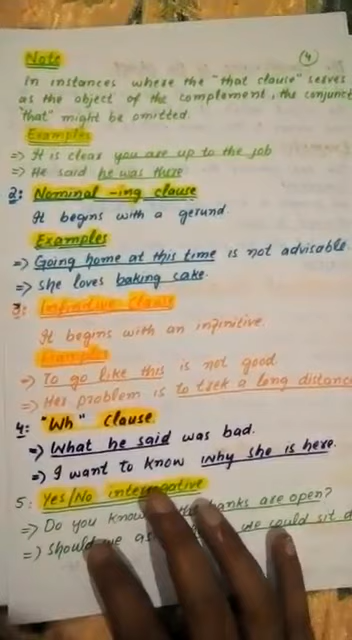 Note
(4)
In instances where the "that clause" serves
as the object of the complement, the conjunct
"that" might be omitted.
Examples
=> It is clear you are up to the job
=> He said he was there
2: Nominal -ing clause
It begins with a gerund.
Examples
=> Going home at this time is not advisable.
=> she loves baking cake.
3: Infinitive Clause
It begins with an infinitive.
Examples
=> To go like this is not good
=> Her problem is to trek a long distance
4: "Wh" Clause
=> What he said was bad.
=> I want to know why she is here.
5: Yes/No interrogative
=> Do you know banks are open?
=> should we as we could sit